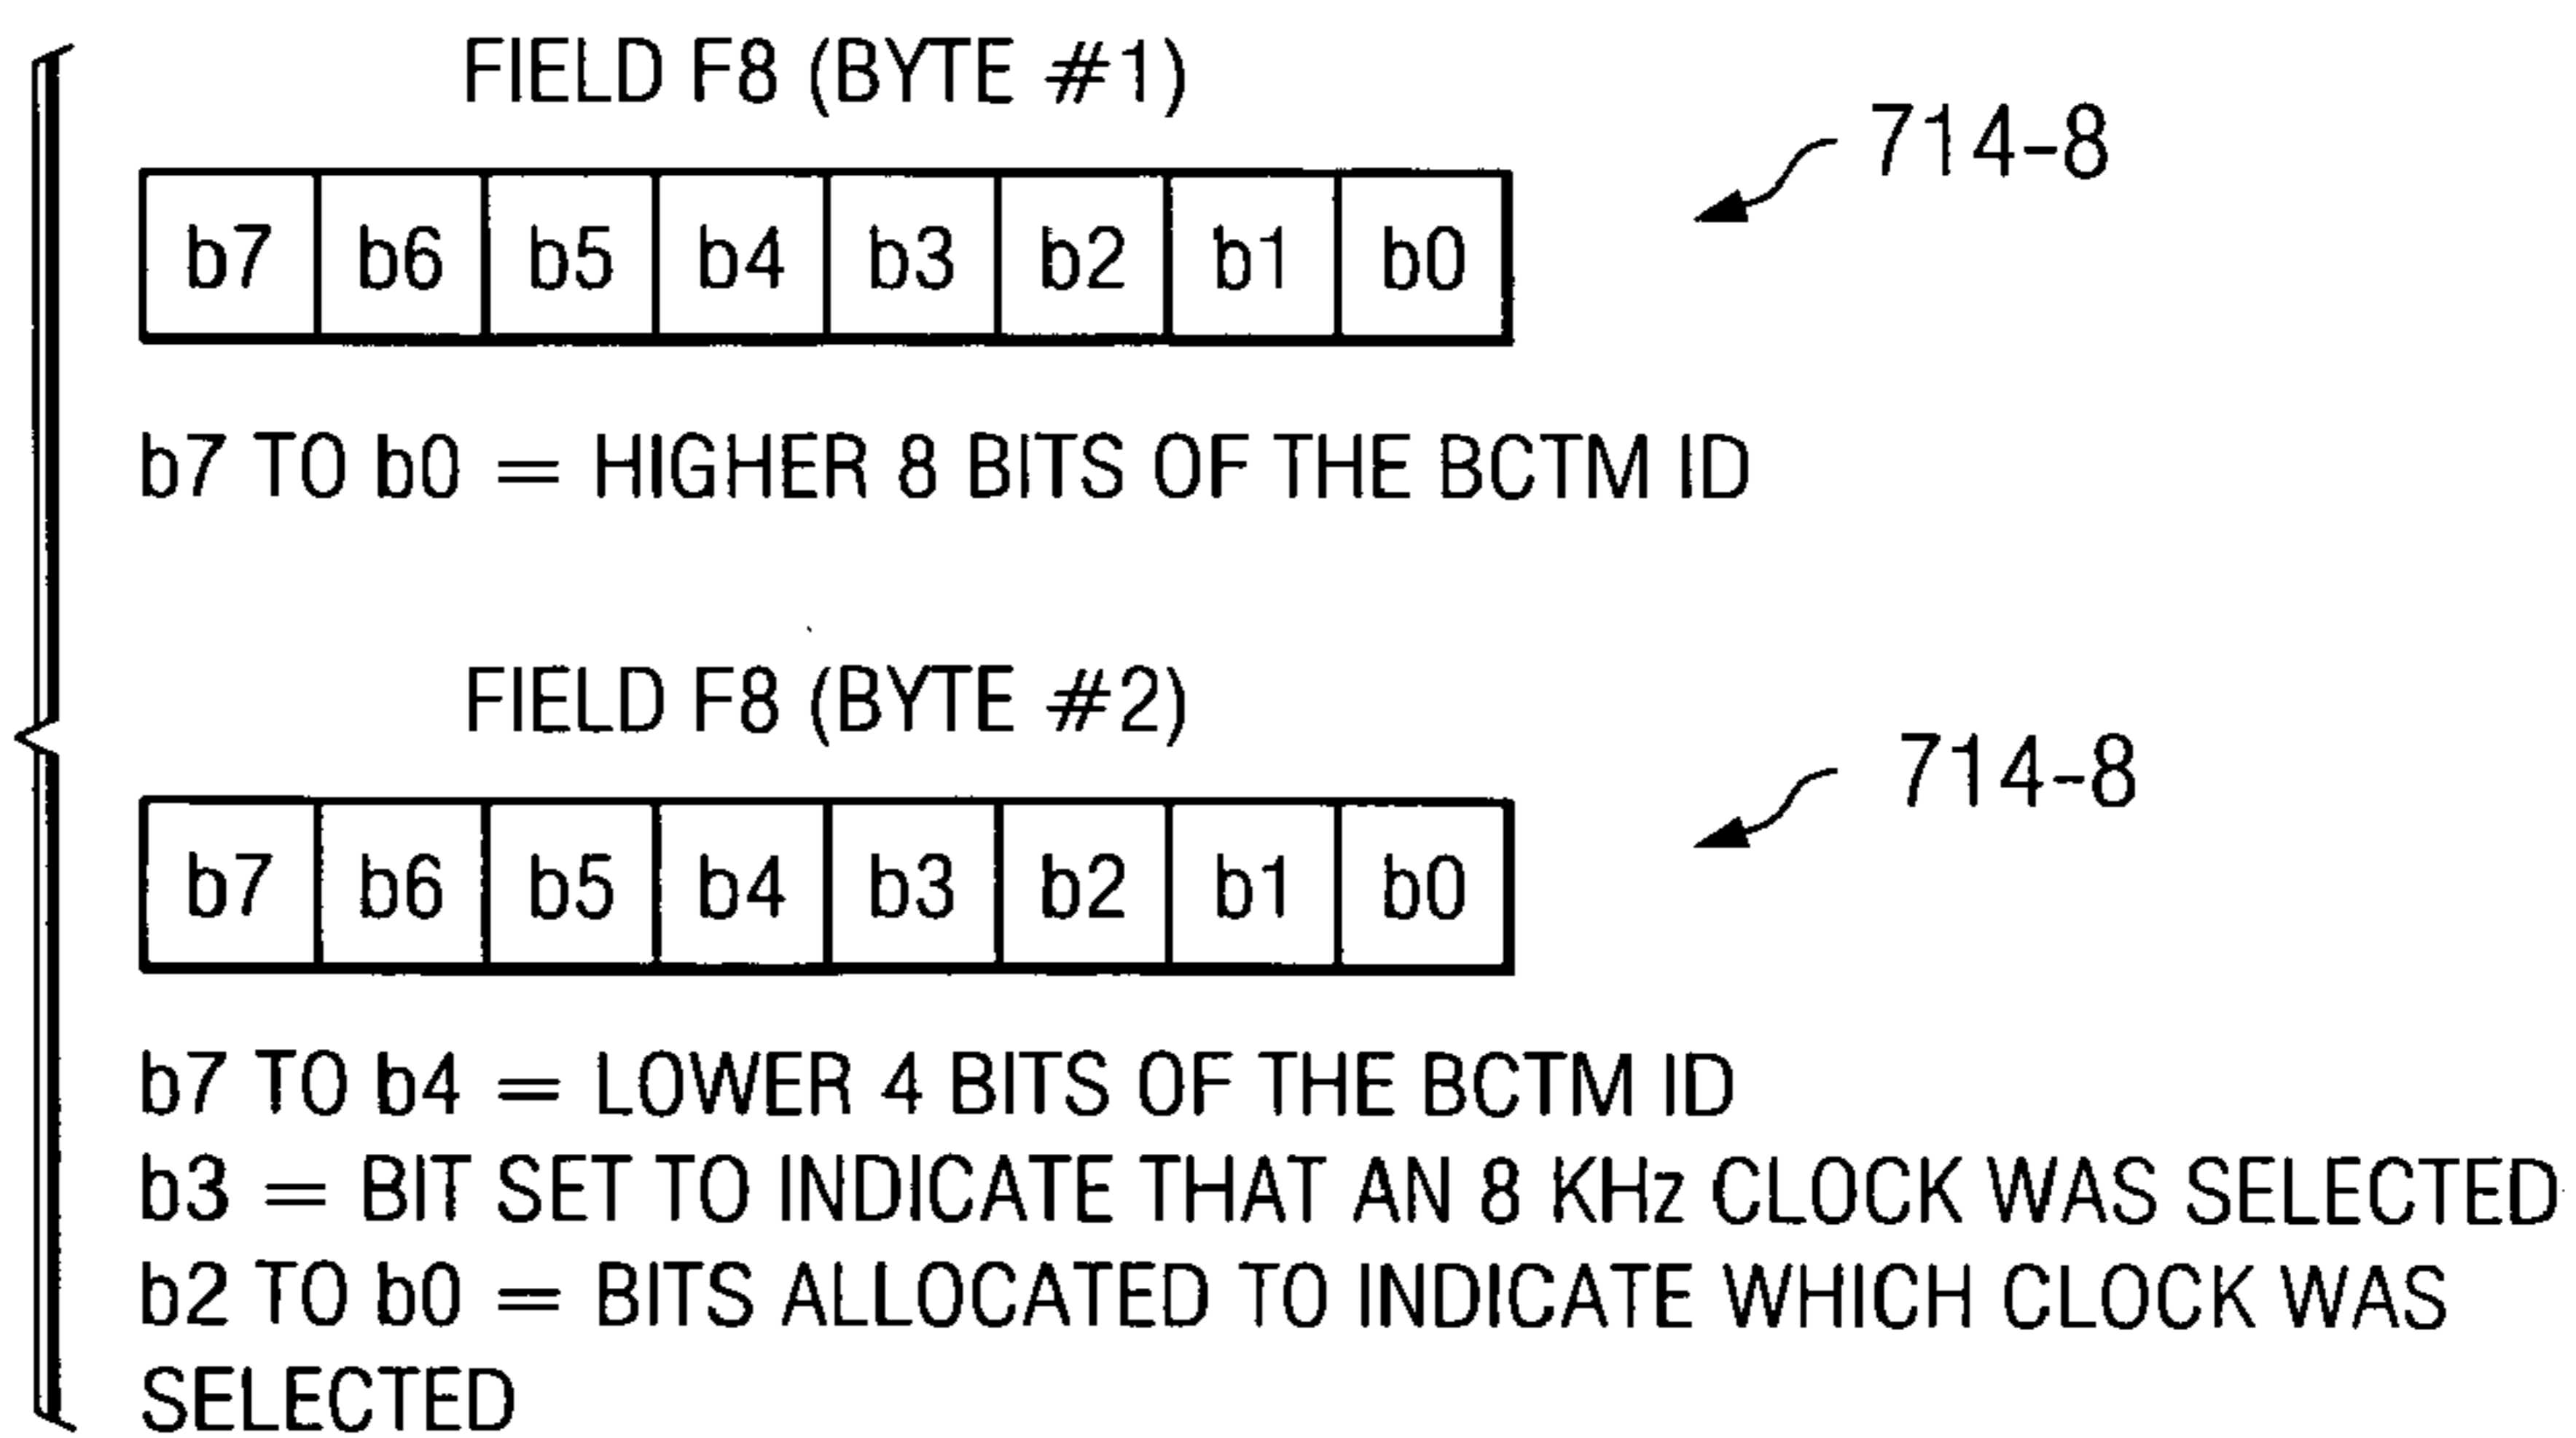 FIELD F8 (BYTE #1)
714-8
b7 b6 b5 b4 b3 b2 b1 b0
b7 TO b0 = HIGHER 8 BITS OF THE BCTM ID
FIELD F8 (BYTE #2)
714-8
b7 b6 b5 b4 b3 b2 b1 b0
b7 TO b4 = LOWER 4 BITS OF THE BCTM ID
b3 = BIT SET TO INDICATE THAT AN 8 KHz CLOCK WAS SELECTED
b2 TO b0 = BITS ALLOCATED TO INDICATE WHICH CLOCK WAS
SELECTED